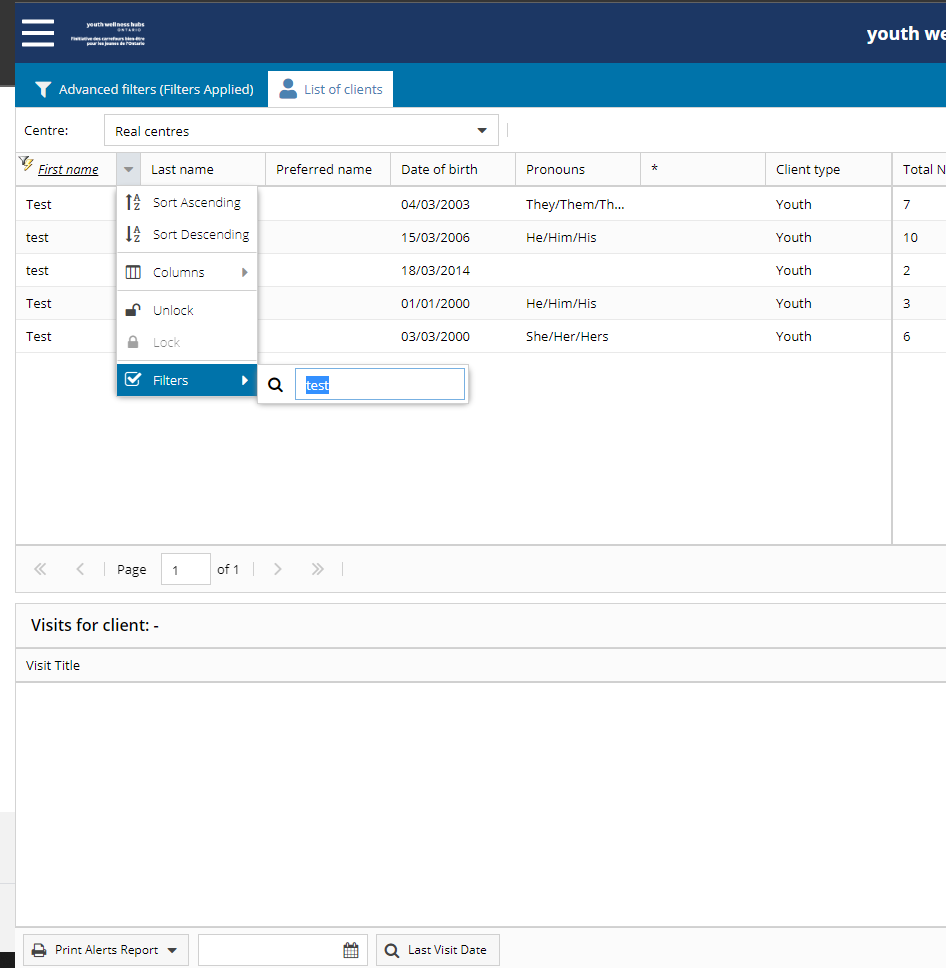 youth wellness hubs
ONTARIO
l'initiative des carrefours bien-être
pour les jeunes de l'Ontario
youth we
Advanced filters (Filters Applied)
List of clients
Centre:
Real centres
First name
Last name
Preferred name
Date of birth
Pronouns
*
Client type
Total N
Test
04/03/2003
They/Them/Th...
Youth
7
test
15/03/2006
He/Him/His
Youth
10
test
18/03/2014
Youth
2
Test
01/01/2000
He/Him/His
Youth
3
Test
03/03/2000
She/Her/Hers
Youth
6
Sort Ascending
Sort Descending
Columns
Unlock
Lock
Filters
test
Page
1
of 1
Visits for client: -
Visit Title
Print Alerts Report
Last Visit Date